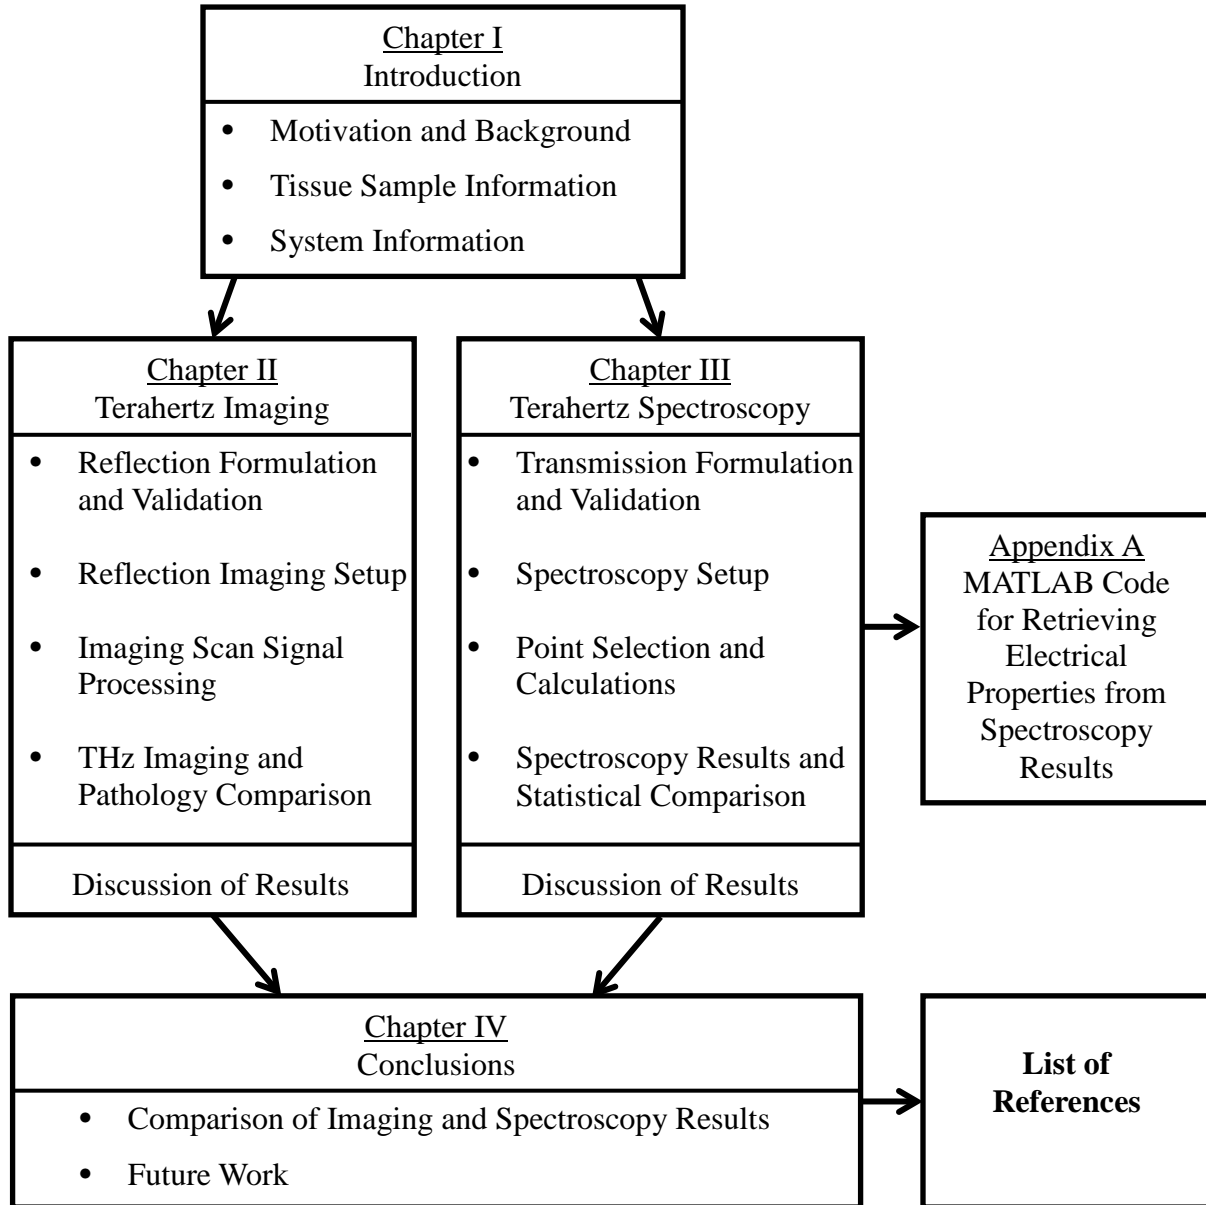 Chapter I
Introduction
• Motivation and Background
• Tissue Sample Information
• System Information
Chapter II
Terahertz Imaging
• Reflection Formulation
and Validation
• Reflection Imaging Setup
• Imaging Scan Signal
Processing
• THz Imaging and
Pathology Comparison
Discussion of Results
Chapter III
Terahertz Spectroscopy
• Transmission Formulation
and Validation
• Spectroscopy Setup
• Point Selection and
Calculations
• Spectroscopy Results and
Statistical Comparison
Discussion of Results
Appendix A
MATLAB Code
for Retrieving
Electrical
Properties from
Spectroscopy
Results
Chapter IV
Conclusions
• Comparison of Imaging and Spectroscopy Results
• Future Work
List of
References